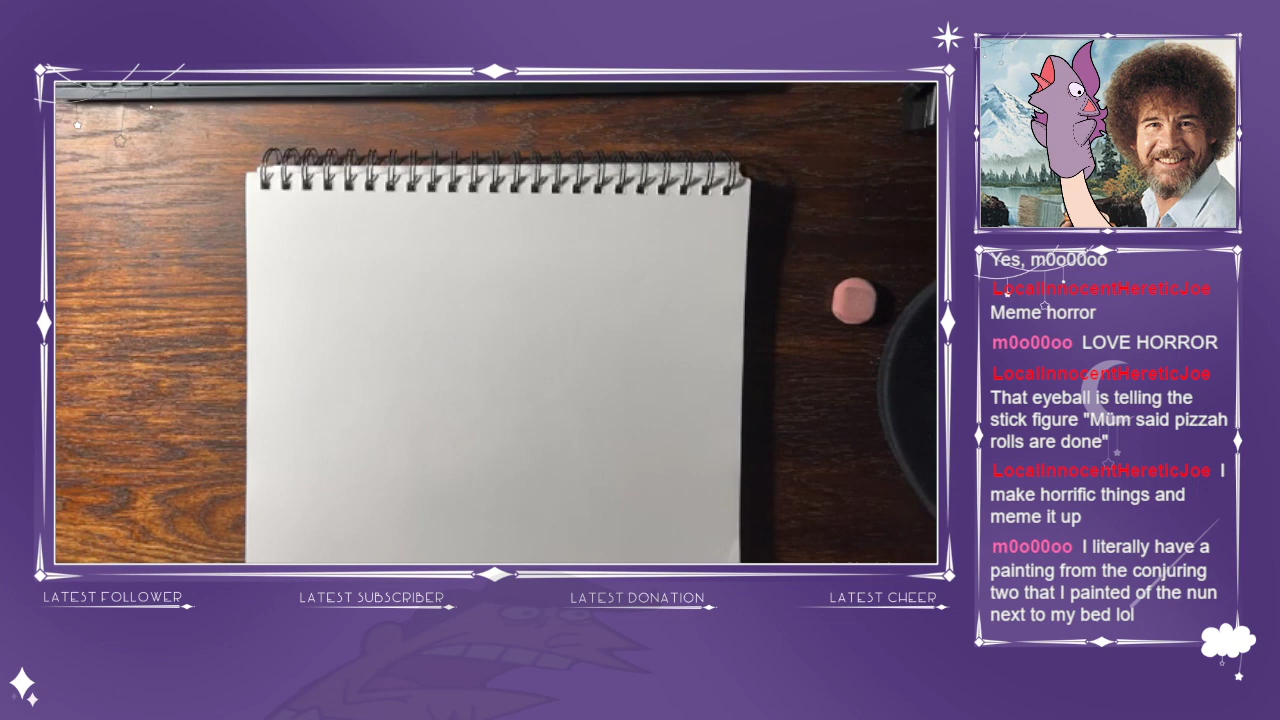 Yes, m0o00oo
LocalInnocentHereticJoe
Meme horror
m0o00oo LOVE HORROR
LocalInnocentHereticJoe
That eyeball is telling the
stick figure "Müm said pizzah
rolls are done"
LocalInnocentHereticJoe I
make horrific things and
meme it up
m0o00oo I literally have a
painting from the conjuring
two that I painted of the nun
next to my bed lol
LATEST FOLLOWER
LATEST SUBSCRIBER
LATEST DONATION
LATEST CHEER